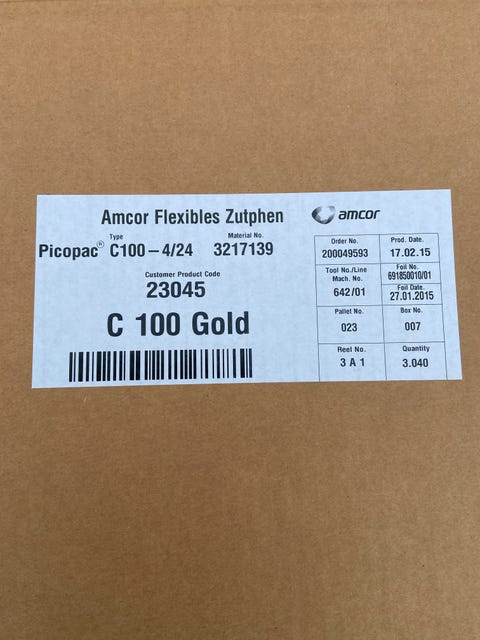 Amcor Flexibles Zutphen
amcor
Type
Material No.
Picopac® C100 – 4/24 3217139
Customer Product Code
23045
C 100 Gold
Order No.
Prod. Date.
200049593
17.02.15
Tool No./Line
Mach. No.
Foil No.
691850010/01
642/01
Foil Date.
27.01.2015
Pallet No.
Box No.
023
007
Reel No.
Quantity
3 A 1
3.040